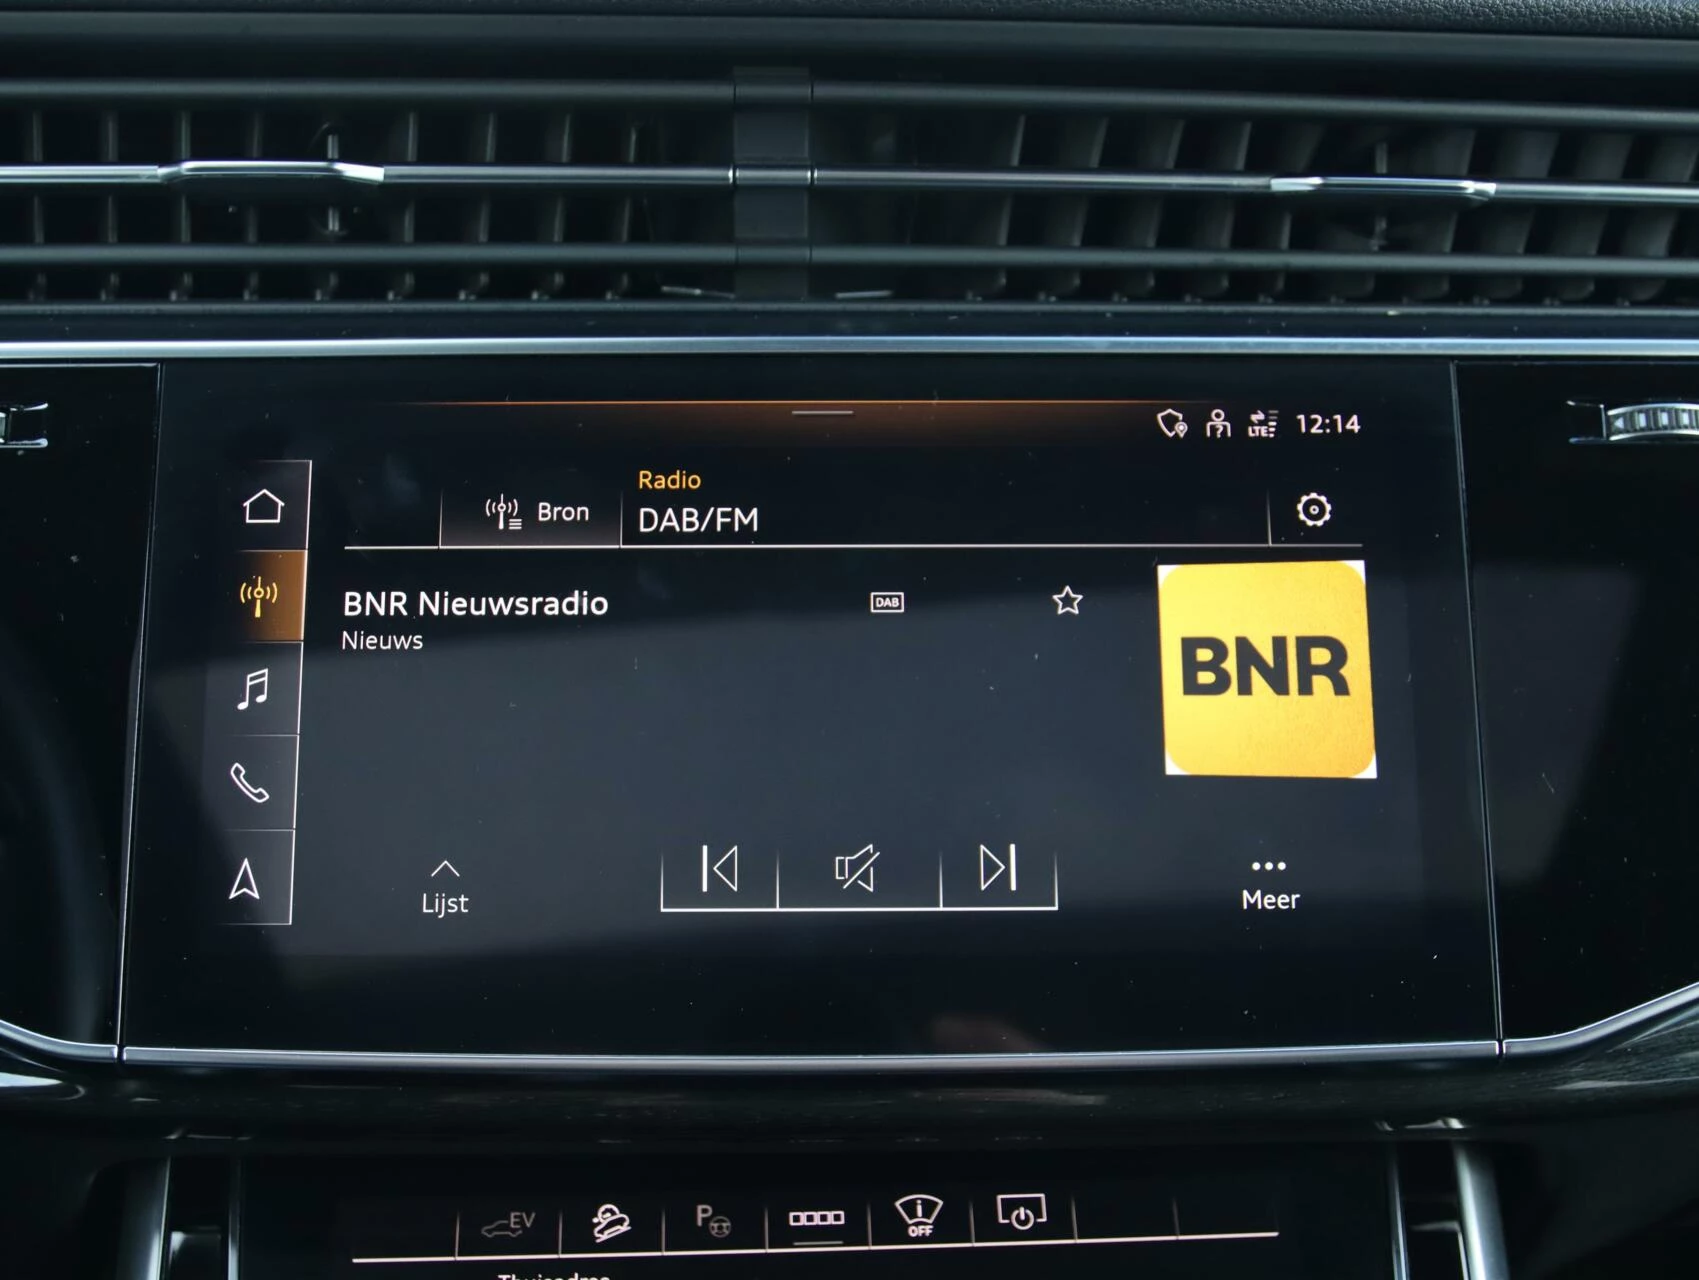 LTE 12:14
Radio
Bron DAB/FM
BNR Nieuwsradio DAB
Nieuws
BNR
Lijst
Meer
EV P OFF